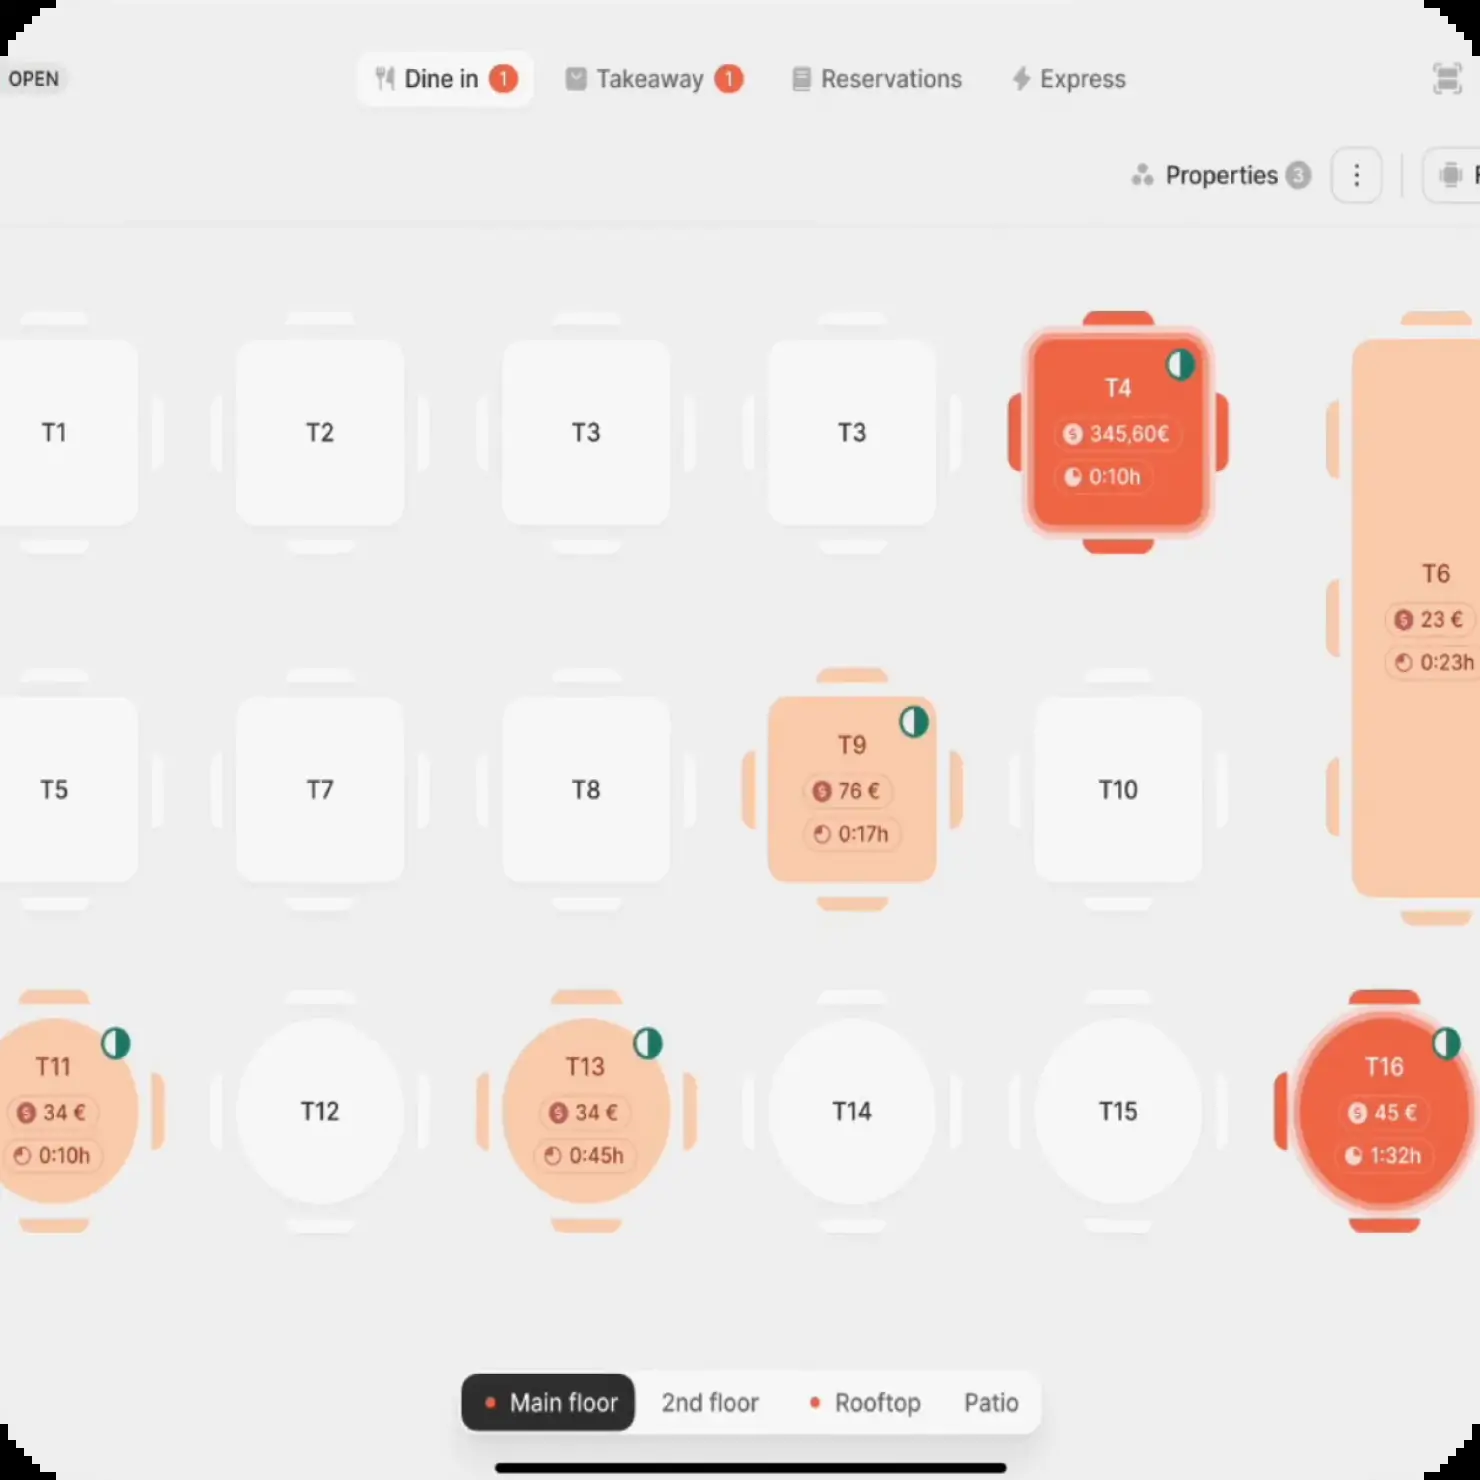 OPEN
Dine in 1
Takeaway 1
Reservations
Express
Properties 3
T1
T2
T3
T3
T4
345,60€
0:10h
T6
23 €
0:23h
T5
T7
T8
T9
76 €
0:17h
T10
T11
34 €
0:10h
T12
T13
34 €
0:45h
T14
T15
T16
45 €
1:32h
Main floor
2nd floor
Rooftop
Patio